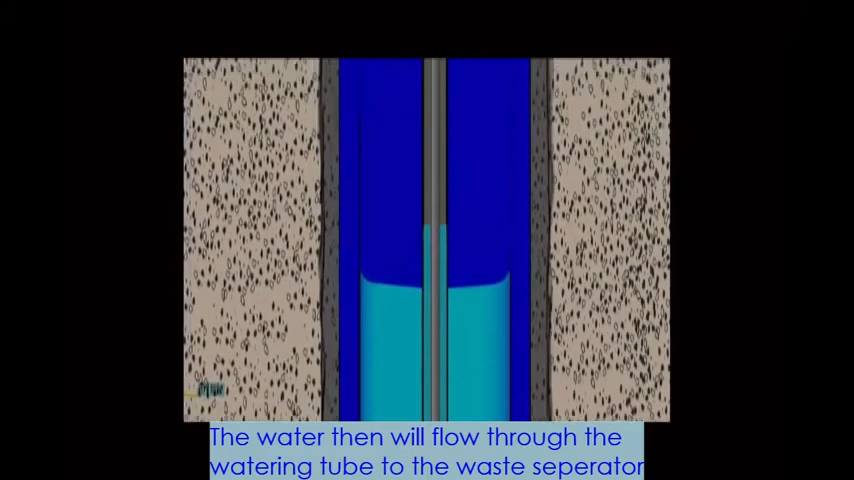 The water then will flow through the
watering tube to the waste seperator